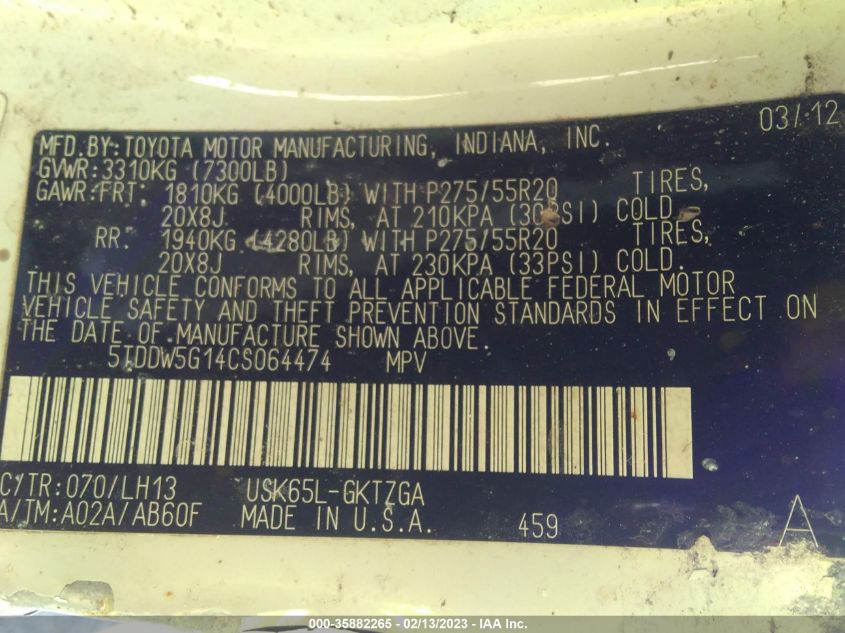 03/12
MFD.BY:TOYOTA MOTOR MANUFACTURING, INDIANA, INC.
GVWR:3310KG (7300LB)
GAWR:FRT: 1810KG (4000LB) WITH P275/55R20 TIRES,
20X8J RIMS, AT 210KPA (30PSI) COLD.
RR: 1940KG (4280LB) WITH P275/55R20 TIRES,
20X8J RIMS, AT 230KPA (33PSI) COLD.
THIS VEHICLE CONFORMS TO ALL APPLICABLE FEDERAL MOTOR
VEHICLE SAFETY AND THEFT PREVENTION STANDARDS IN EFFECT ON
THE DATE OF MANUFACTURE SHOWN ABOVE.
5TDDW5G14CS064474 MPV
C/TR:070/LH13 USK65L-GKTZGA
A/TM:A02A/AB60F MADE IN U.S.A. 459 A
000-35882265 - 02/13/2023 - IAA Inc.